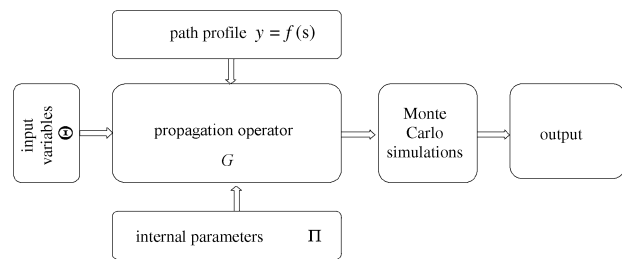 path profile y = f (s)
input
variables Θ
propagation operator
G
Monte
Carlo
simulations
output
internal parameters Π